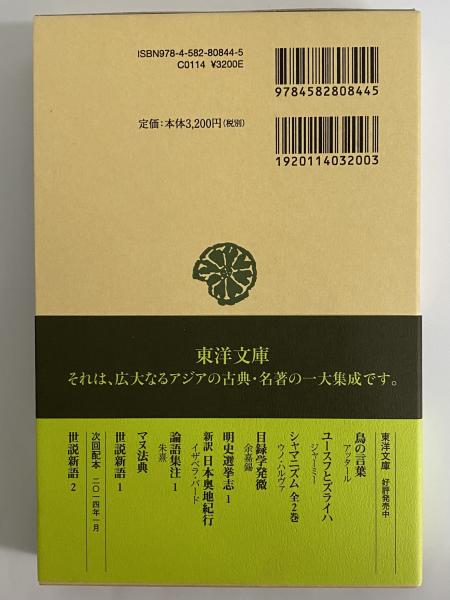 ISBN978-4-582-80844-5
C0114 ¥3200E
定価：本体3,200円（税別）
9784582808445
1920114032003
東洋文庫
それは、広大なるアジアの古典・名著の一大集成です。
東洋文庫 好評発売中
鳥の言葉
アッタール
ユースフとズライハ
ジャーミー
シャマニズム 全2巻
ウノ・ハルヴァ
目録学発微
余嘉錫
明史選挙志 1
新訳 日本奥地紀行
イザベラ・バード
論語集注 1
朱熹
マヌ法典
世説新語 1
次回配本 二〇一四年一月
世説新語 2